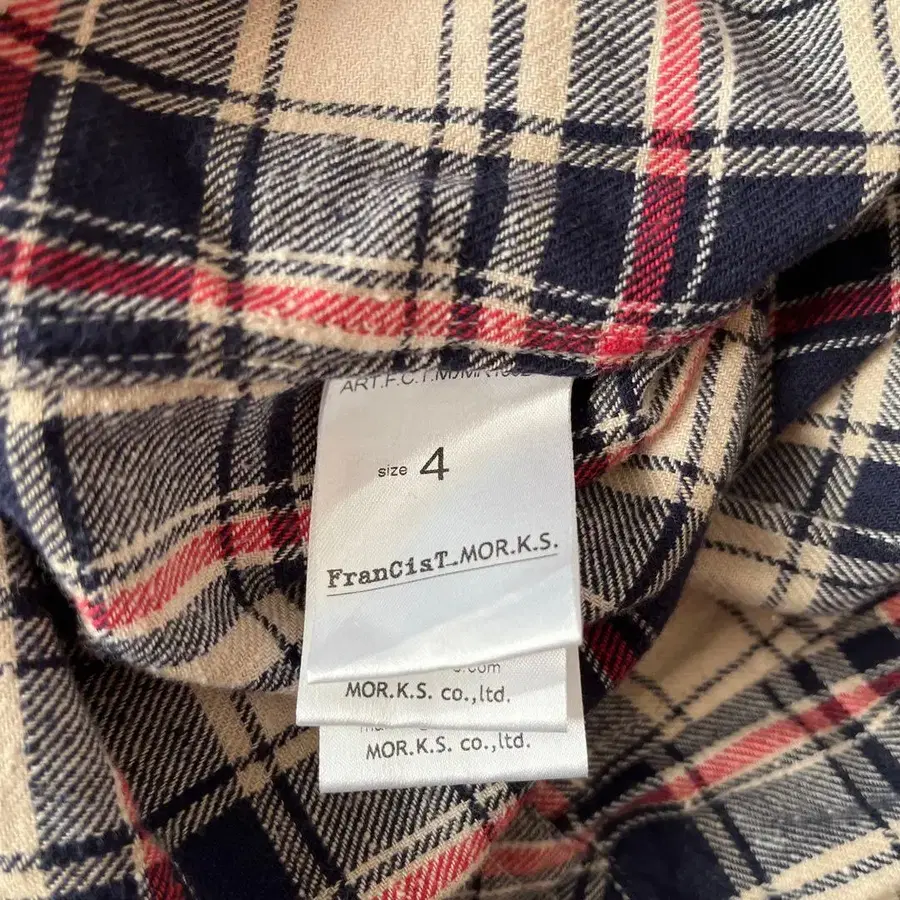 size 4
FranCisT_MOR.K.S.
MOR.K.S. co.,ltd.
MOR.K.S. co.,ltd.